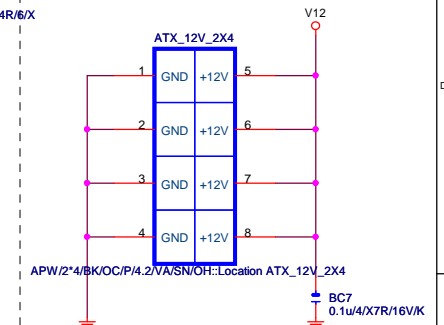 4R/6/X
V12
ATX_12V_2X4
1 GND +12V 5
2 GND +12V 6
3 GND +12V 7
4 GND +12V 8
APW/2*4/BK/OC/P/4.2/VA/SN/OH::Location ATX_12V_2X4
BC7
0.1u/4/X7R/16V/K